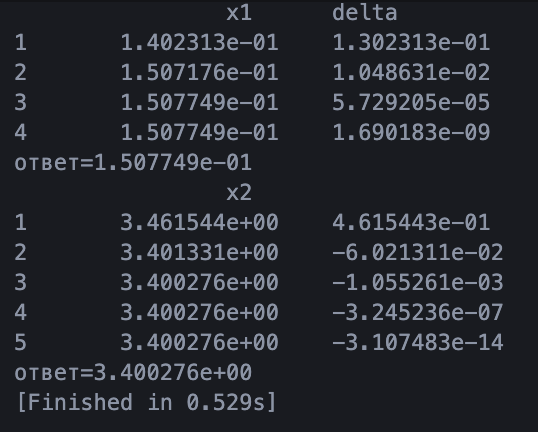 x1 delta
1 1.402313e-01 1.302313e-01
2 1.507176e-01 1.048631e-02
3 1.507749e-01 5.729205e-05
4 1.507749e-01 1.690183e-09
ответ=1.507749e-01
x2
1 3.461544e+00 4.615443e-01
2 3.401331e+00 -6.021311e-02
3 3.400276e+00 -1.055261e-03
4 3.400276e+00 -3.245236e-07
5 3.400276e+00 -3.107483e-14
ответ=3.400276e+00
[Finished in 0.529s]